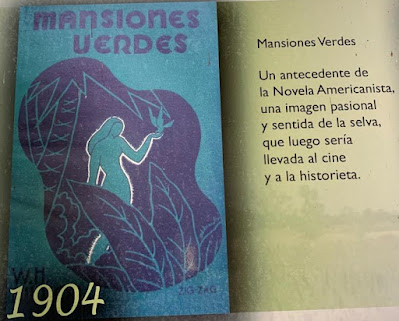 MANSIONES
VERDES
W.H.
ZIG-ZAG
1904
Mansiones Verdes
Un antecedente de
la Novela Americanista,
una imagen pasional
y sentida de la selva,
que luego sería
llevada al cine
y a la historieta.